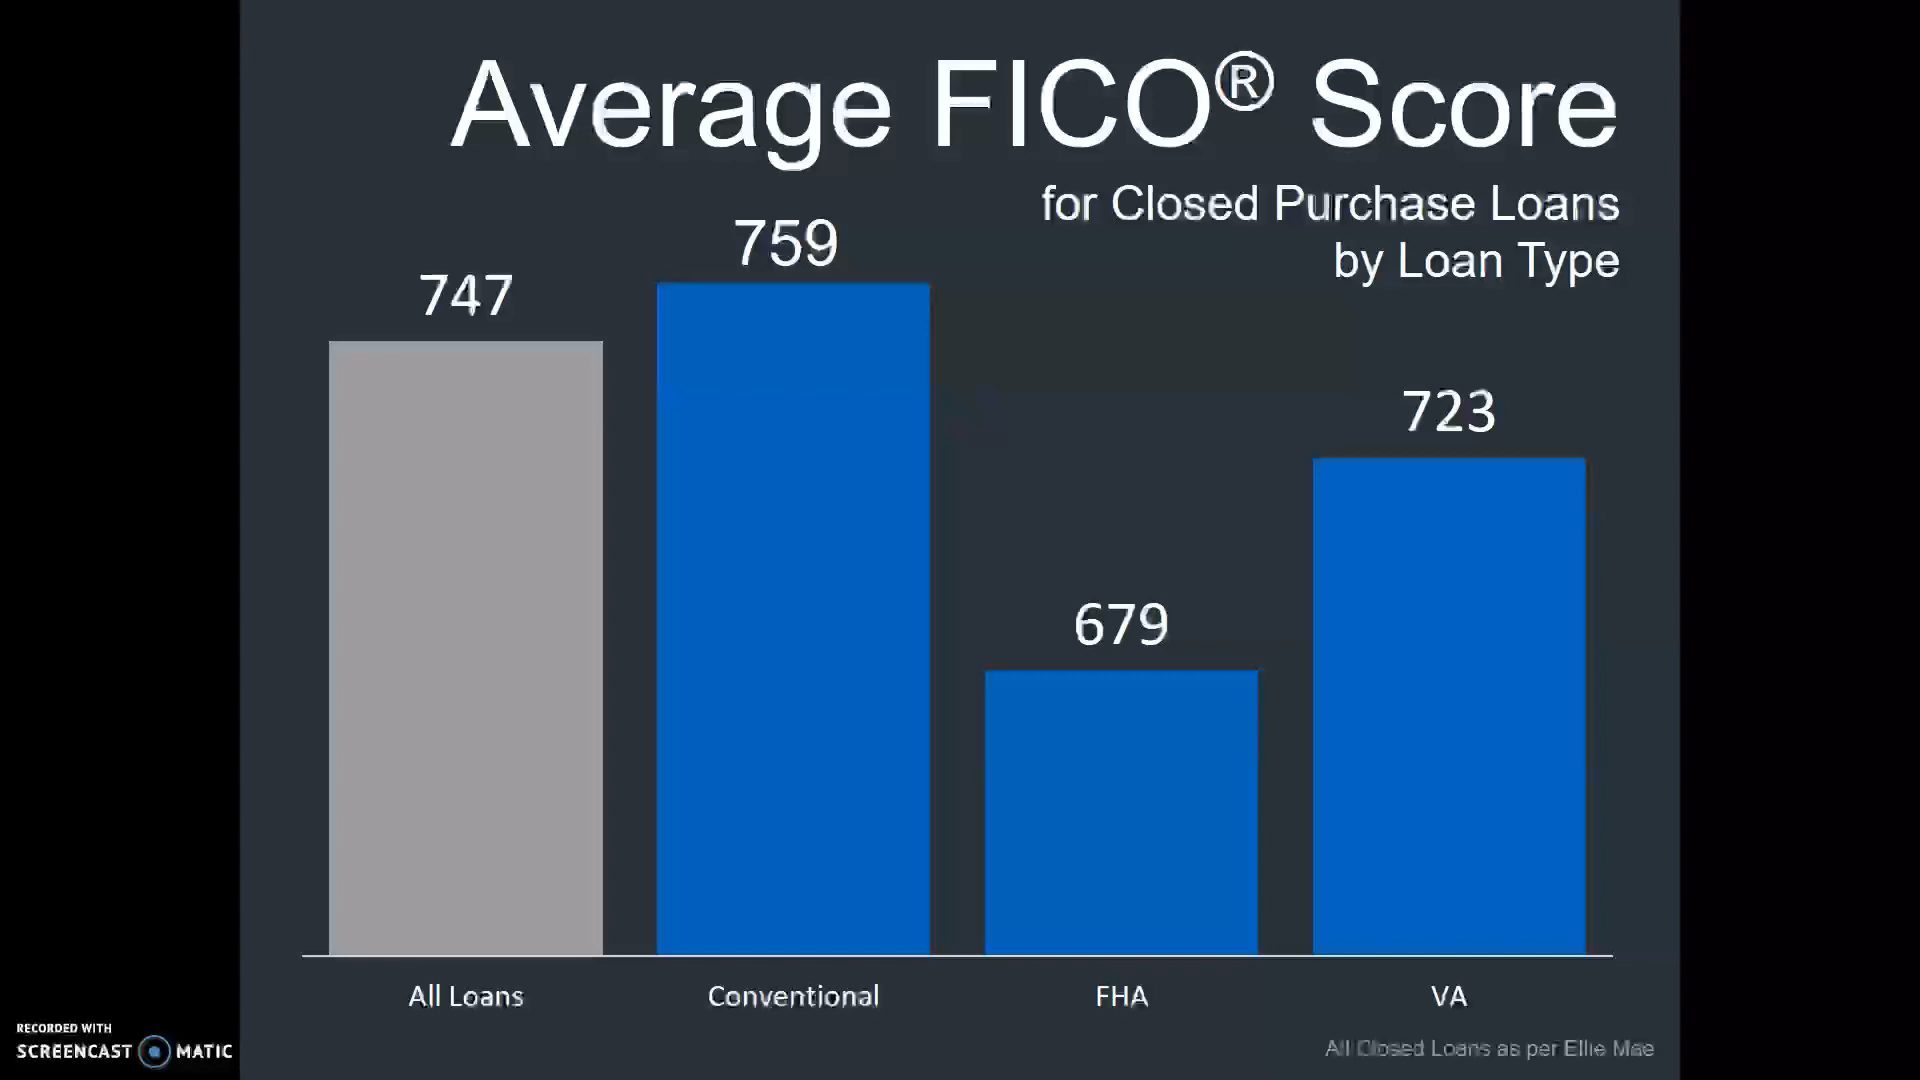 Average FICO® Score
for Closed Purchase Loans
by Loan Type
747
759
679
723
All Loans
Conventional
FHA
VA
All Closed Loans as per Ellie Mae
RECORDED WITH
SCREENCAST MATIC